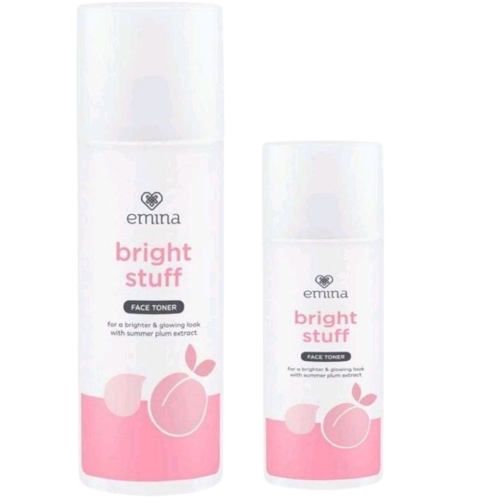 emina
bright
stuff
FACE TONER
For a brighter & glowing look
with summer plum extract
emina
bright
stuff
FACE TONER
For a brighter & glowing look
with summer plum extract